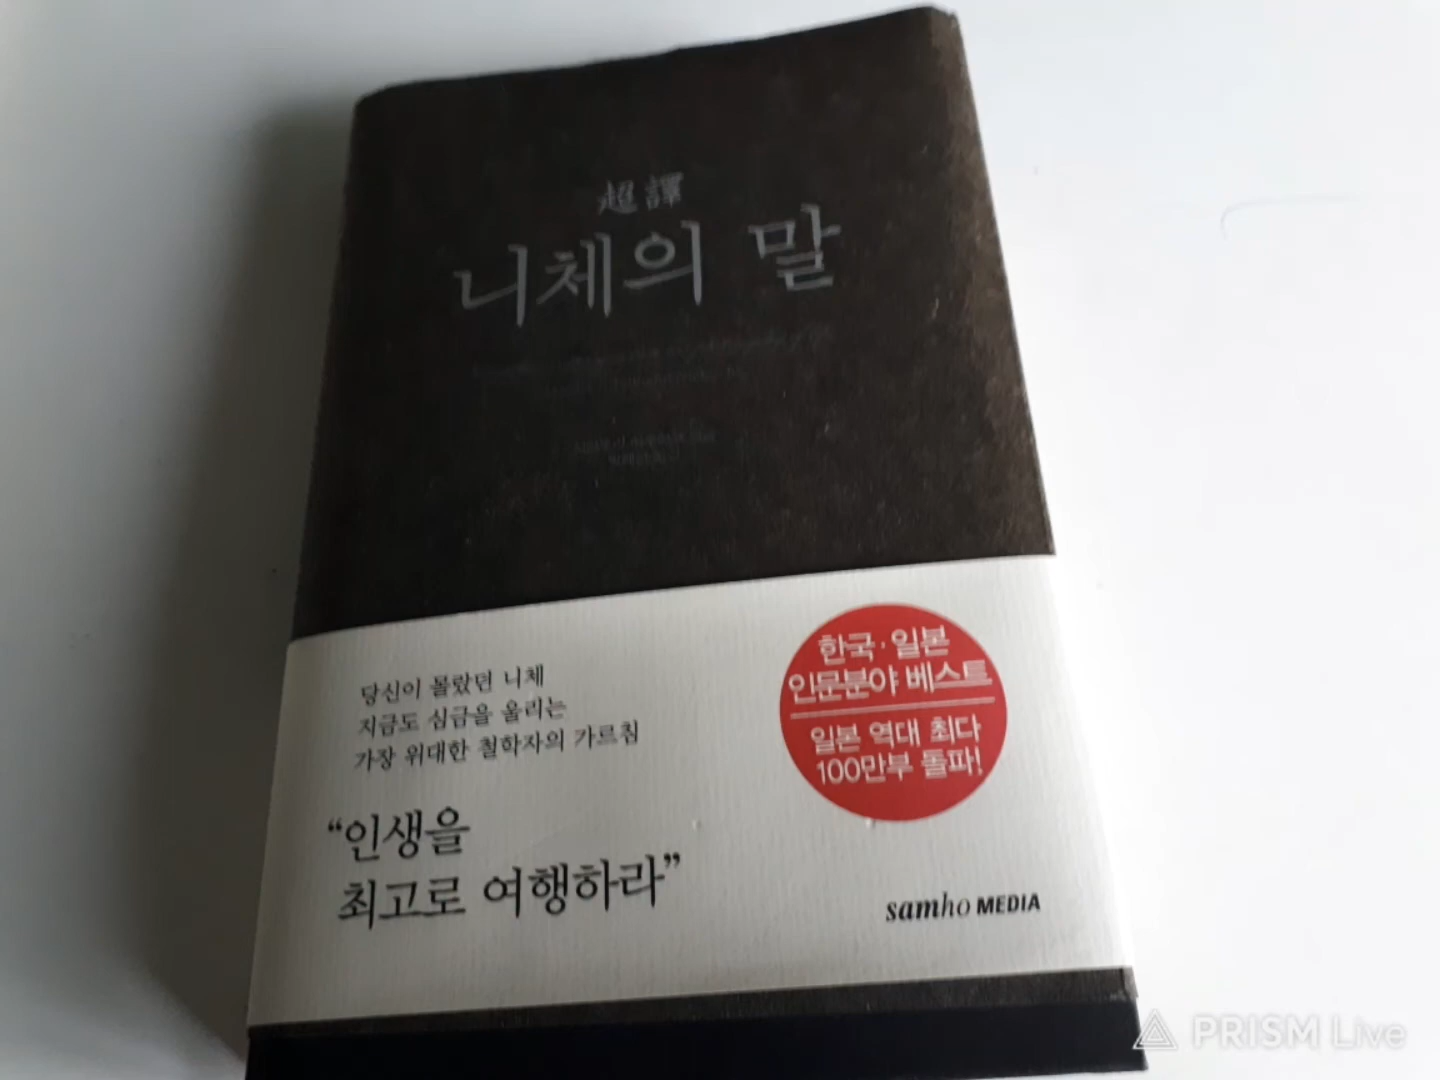 超譯
니체의 말
당신이 몰랐던 니체
지금도 심금을 울리는
가장 위대한 철학자의 가르침
“인생을
최고로 여행하라”
한국·일본
인문분야 베스트
일본 역대 최다
100만부 돌파!
samho MEDIA
PRISM Live